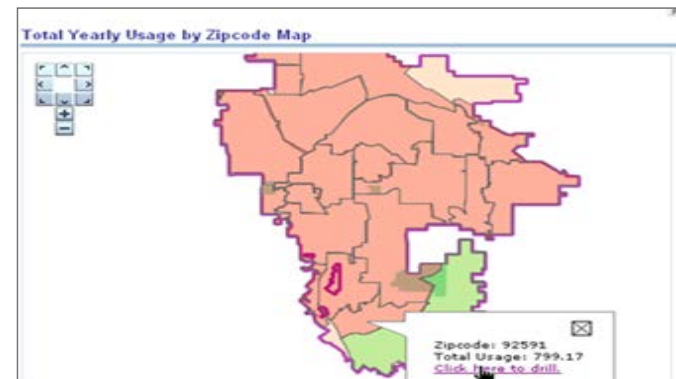 Total Yearly Usage by Zipcode Map
Zipcode: 92591
Total Usage: 799.17
Click here to drill.